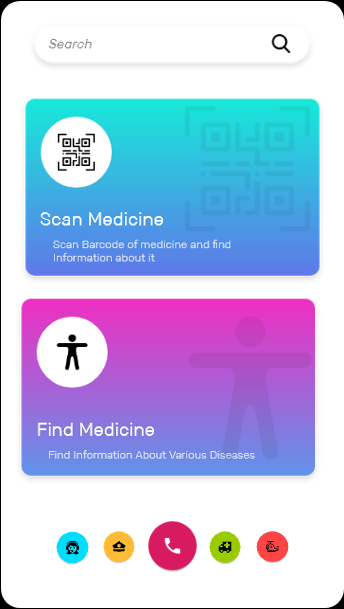 Search
Scan Medicine
Scan Barcode of medicine and find
Information about it
Find Medicine
Find Information About Various Diseases